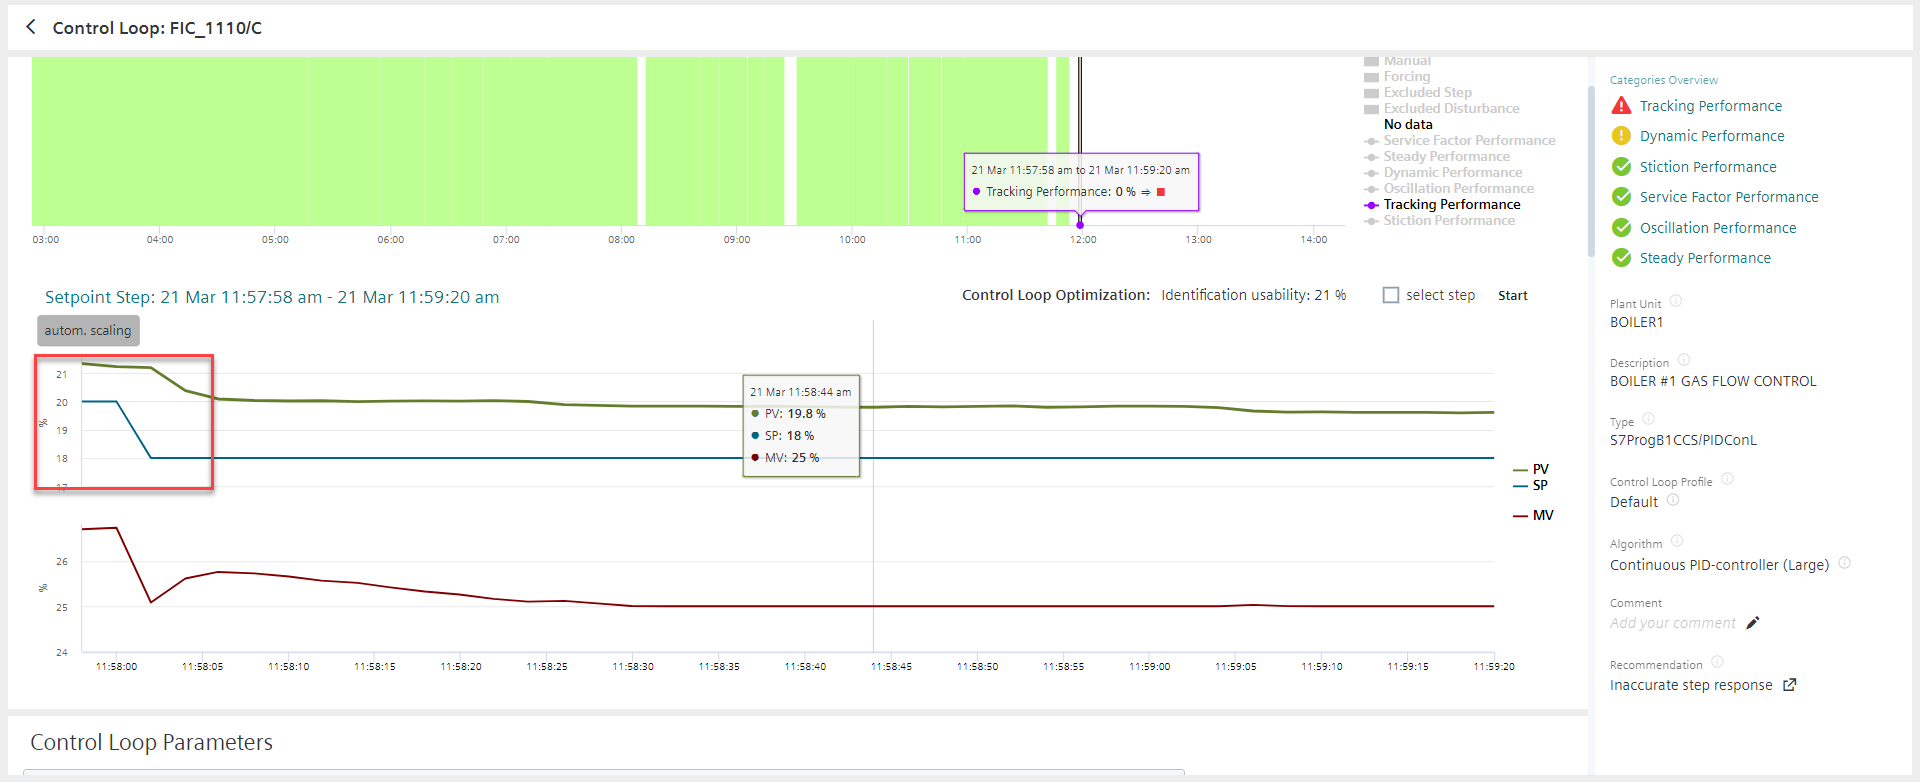 Control Loop: FIC_1110/C
Manual
Forcing
Excluded Step
Excluded Disturbance
No data
Service Factor Performance
Steady Performance
Dynamic Performance
Oscillation Performance
Tracking Performance
Stiction Performance
21 Mar 11:57:58 am to 21 Mar 11:59:20 am
Tracking Performance: 0 % ⇒
03:00 04:00 05:00 06:00 07:00 08:00 09:00 10:00 11:00 12:00 13:00 14:00
Setpoint Step: 21 Mar 11:57:58 am - 21 Mar 11:59:20 am
Control Loop Optimization: Identification usability: 21 % select step Start
autom. scaling
21
20
19
18
17
%
21 Mar 11:58:44 am
PV: 19.8 %
SP: 18 %
MV: 25 %
PV
SP
MV
26
25
24
%
11:58:00 11:58:05 11:58:10 11:58:15 11:58:20 11:58:25 11:58:30 11:58:35 11:58:40 11:58:45 11:58:50 11:58:55 11:59:00 11:59:05 11:59:10 11:59:15 11:59:20
Control Loop Parameters
Categories Overview
Tracking Performance
Dynamic Performance
Stiction Performance
Service Factor Performance
Oscillation Performance
Steady Performance
Plant Unit
BOILER1
Description
BOILER #1 GAS FLOW CONTROL
Type
S7ProgB1CCS/PIDConL
Control Loop Profile
Default
Algorithm
Continuous PID-controller (Large)
Comment
Add your comment
Recommendation
Inaccurate step response